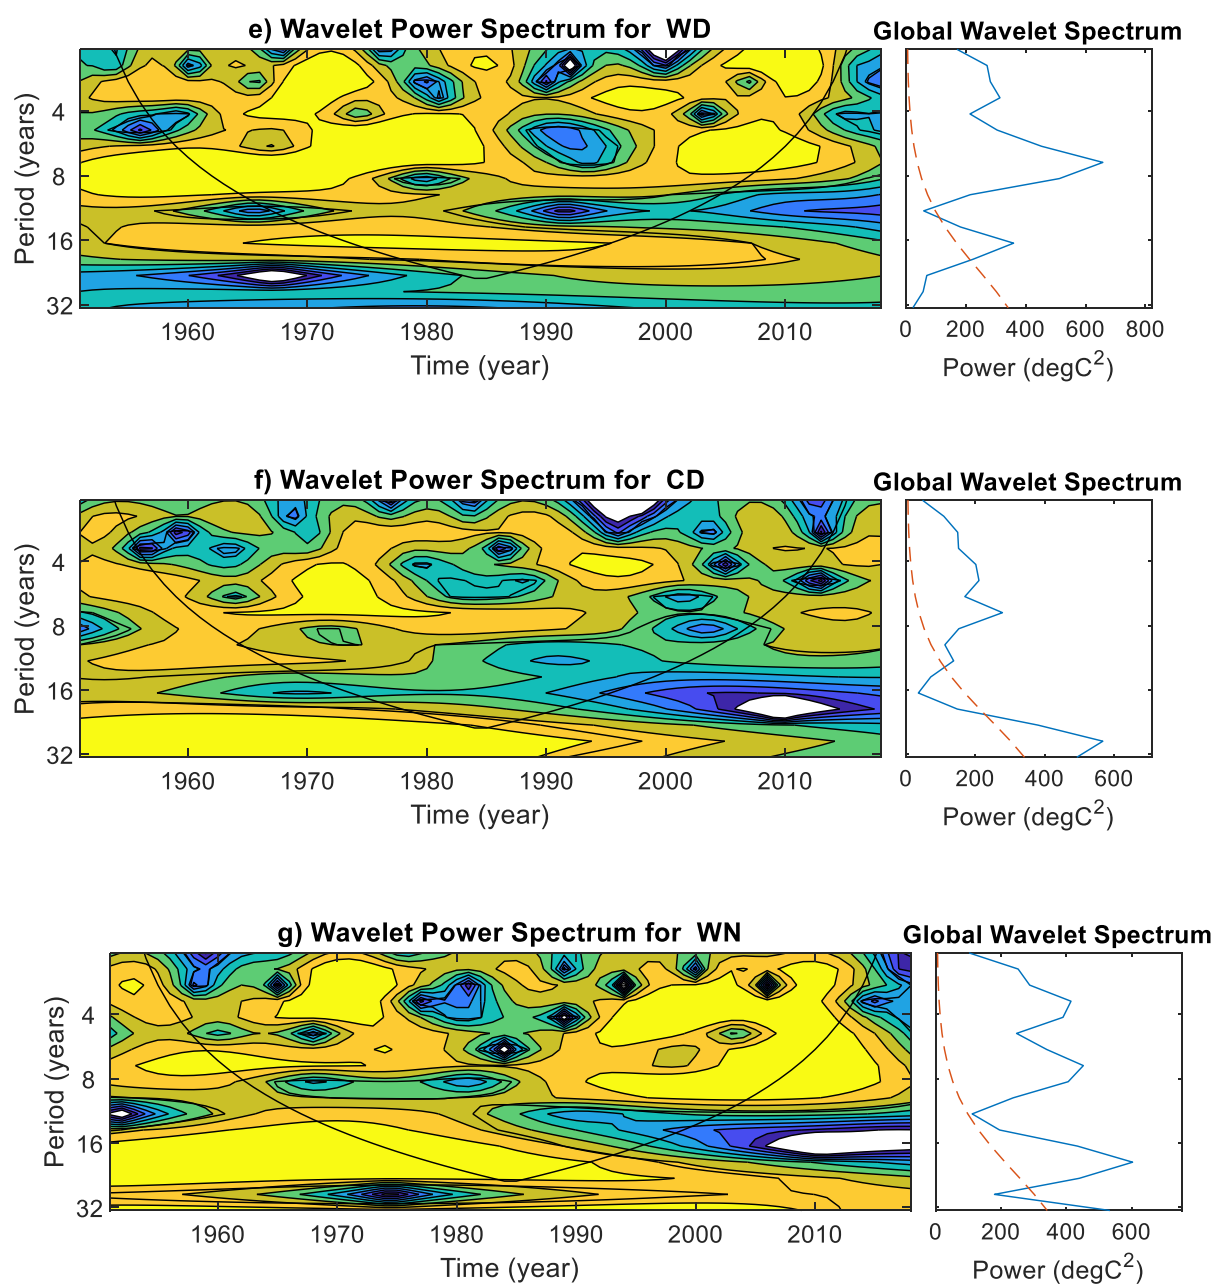 e) Wavelet Power Spectrum for WD
Global Wavelet Spectrum
Period (years)
4
8
16
32
1960 1970 1980 1990 2000 2010
Time (year)
0 200 400 600 800
Power (degC²)
f) Wavelet Power Spectrum for CD
Global Wavelet Spectrum
Period (years)
4
8
16
32
1960 1970 1980 1990 2000 2010
Time (year)
0 200 400 600
Power (degC²)
g) Wavelet Power Spectrum for WN
Global Wavelet Spectrum
Period (years)
4
8
16
32
1960 1970 1980 1990 2000 2010
Time (year)
0 200 400 600
Power (degC²)